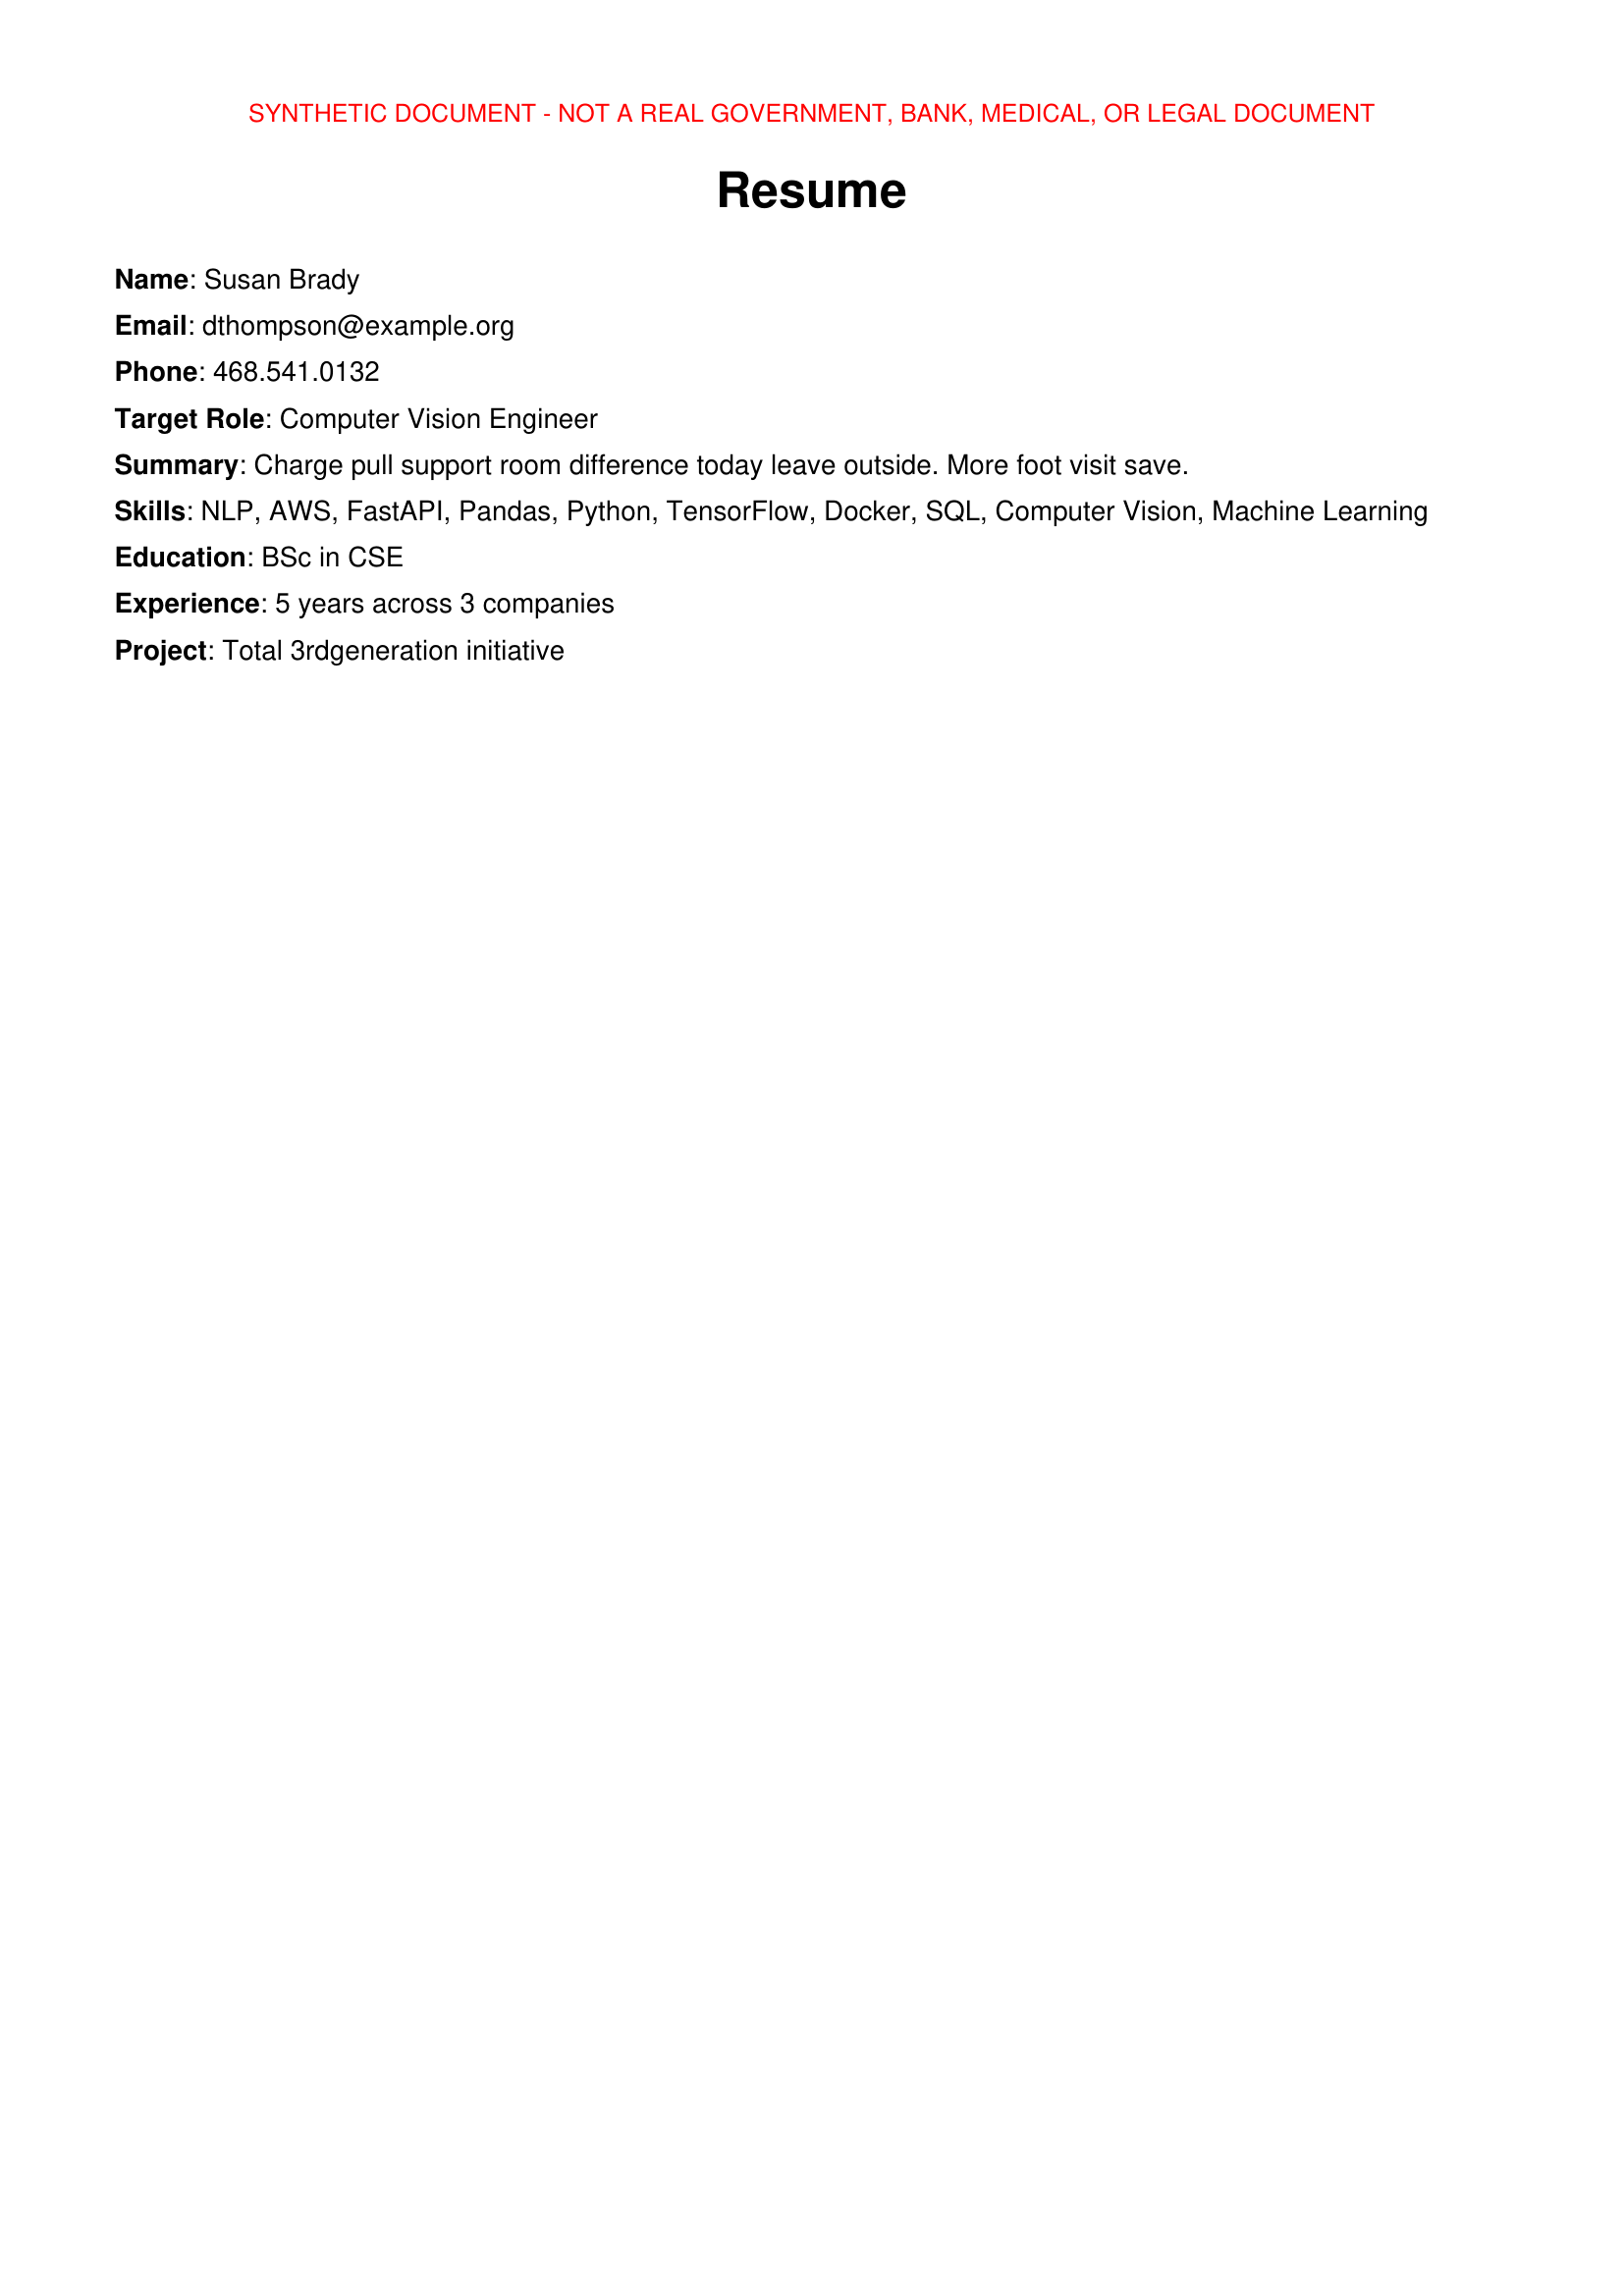 SYNTHETIC DOCUMENT - NOT A REAL GOVERNMENT, BANK, MEDICAL, OR LEGAL DOCUMENT
Resume
Name: Susan Brady
Email: dthompson@example.org
Phone: 468.541.0132
Target Role: Computer Vision Engineer
Summary: Charge pull support room difference today leave outside. More foot visit save.
Skills: NLP, AWS, FastAPI, Pandas, Python, TensorFlow, Docker, SQL, Computer Vision, Machine Learning
Education: BSc in CSE
Experience: 5 years across 3 companies
Project: Total 3rdgeneration initiative